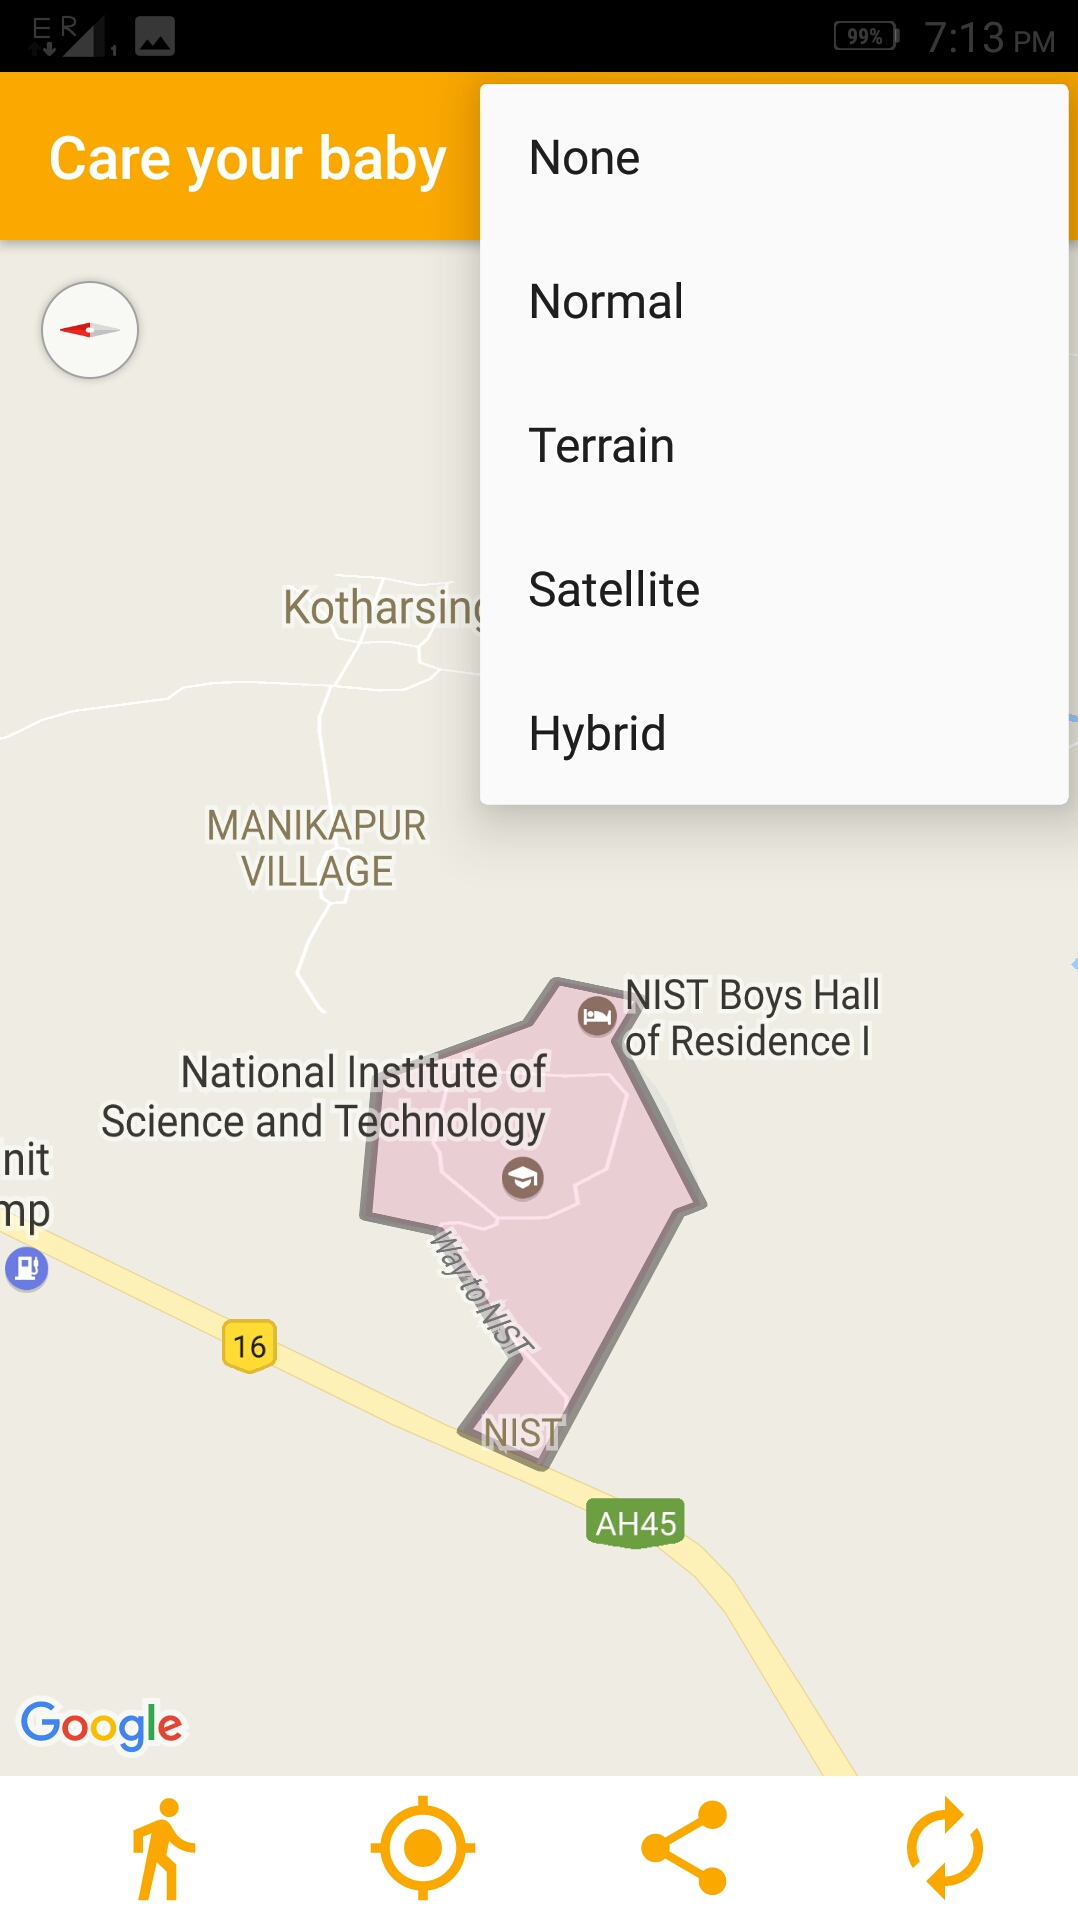 E R 1 99% 7:13 PM
Care your baby
None
Normal
Terrain
Satellite
Hybrid
Kotharsing
MANIKAPUR
VILLAGE
NIST Boys Hall
of Residence I
National Institute of
Science and Technology
nit
mp
Way to NIST
16
NIST
AH45
Google